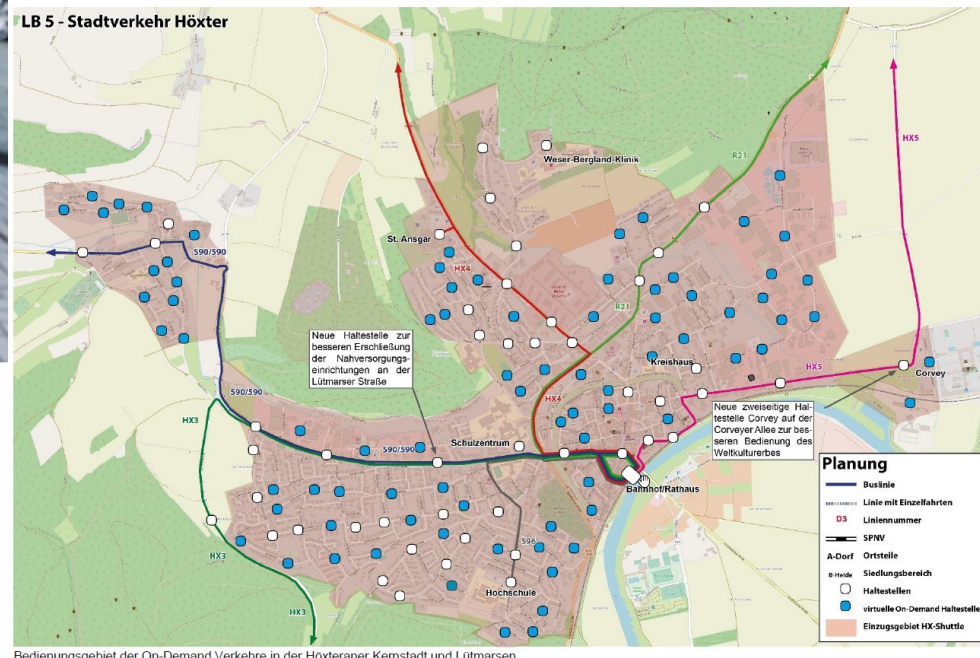 LB 5 - Stadtverkehr Höxter
Weser-Bergland-Klinik
R21
HX5
St. Ansgar
S90/590
HX4
Neue Haltestelle zur
besseren Erschließung
der Nahversorgungs-
einrichtungen an der
Lütmarser Straße
R21
Kreishaus
HX5
Corvey
S90/590
HX4
HX3
Schulzentrum
S90/590
Neue zweiseitige Hal-
testelle Corvey auf der
Corveyer Allee zur bes-
seren Bedienung des
Weltkulturerbes
Bahnhof/Rathaus
HX3
596
Hochschule
HX3
Planung
Buslinie
Linie mit Einzelfahrten
D3 Liniennummer
SPNV
A-Dorf Ortsteile
B-Heide Siedlungsbereich
Haltestellen
virtuelle On-Demand Haltestelle
Einzugsgebiet HX-Shuttle
Bedienungsgebiet der On-Demand Verkehre in der Höxteraner Kernstadt und Lütmarsen